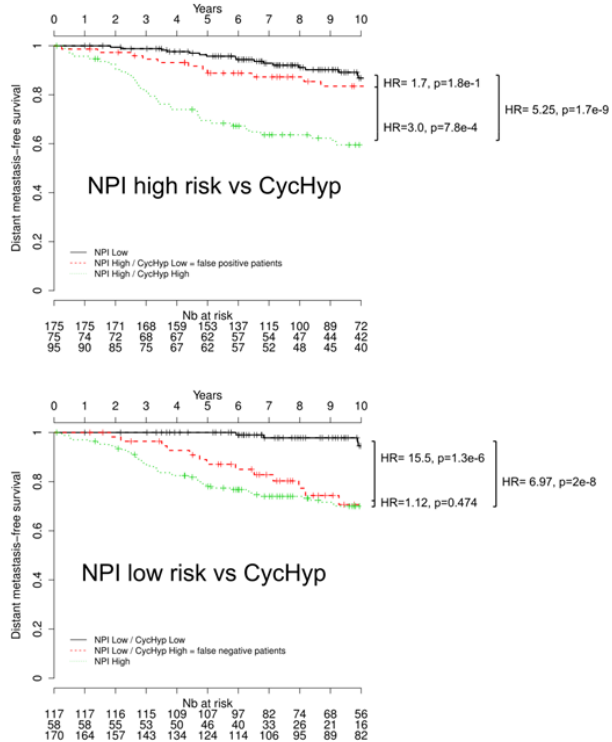 Years
0 1 2 3 4 5 6 7 8 9 10
Distant metastasis-free survival
1
0.8
0.6
0.4
0.2
0
HR= 1.7, p=1.8e-1
HR= 5.25, p=1.7e-9
HR=3.0, p=7.8e-4
NPI high risk vs CycHyp
NPI Low
NPI High / CycHyp Low = false positive patients
NPI High / CycHyp High
Nb at risk
175 175 171 168 159 153 137 115 100 89 72
75 74 72 68 67 62 57 54 47 44 42
95 90 85 75 67 62 57 52 48 45 40
Years
0 1 2 3 4 5 6 7 8 9 10
Distant metastasis-free survival
1
0.8
0.6
0.4
0.2
0
HR= 15.5, p=1.3e-6
HR= 6.97, p=2e-8
HR=1.12, p=0.474
NPI low risk vs CycHyp
NPI Low / CycHyp Low
NPI Low / CycHyp High = false negative patients
NPI High
Nb at risk
117 117 116 115 109 107 97 82 74 68 56
58 58 55 53 50 46 40 33 26 21 16
170 164 157 143 134 124 114 106 95 89 82